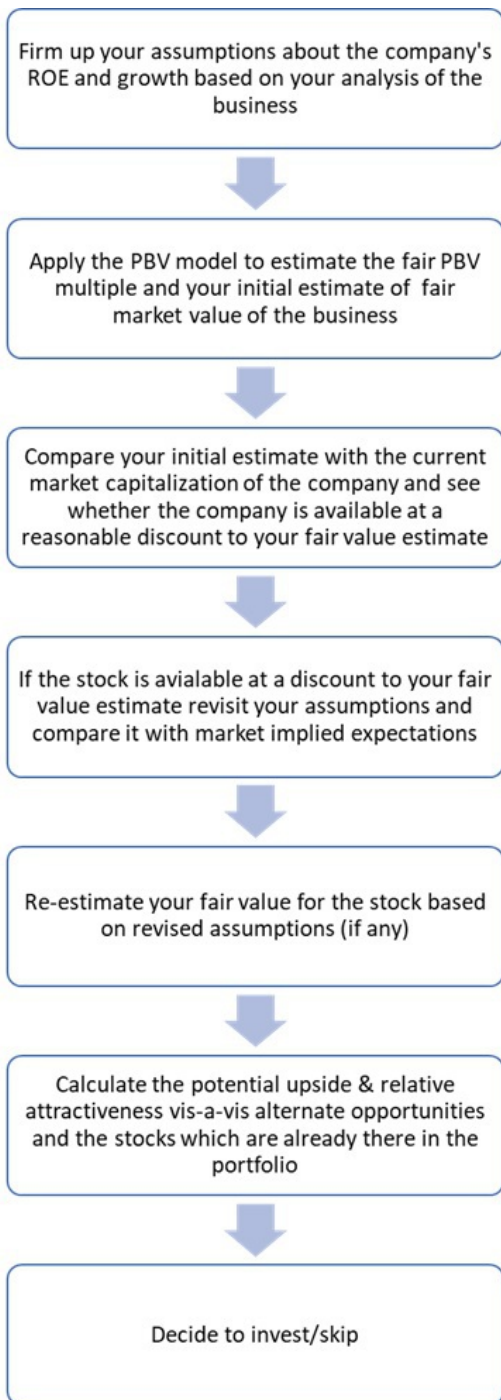 Firm up your assumptions about the company's
ROE and growth based on your analysis of the
business
Apply the PBV model to estimate the fair PBV
multiple and your initial estimate of fair
market value of the business
Compare your initial estimate with the current
market capitalization of the company and see
whether the company is available at a
reasonable discount to your fair value estimate
If the stock is avialable at a discount to your fair
value estimate revisit your assumptions and
compare it with market implied expectations
Re-estimate your fair value for the stock based
on revised assumptions (if any)
Calculate the potential upside & relative
attractiveness vis-a-vis alternate opportunities
and the stocks which are already there in the
portfolio
Decide to invest/skip